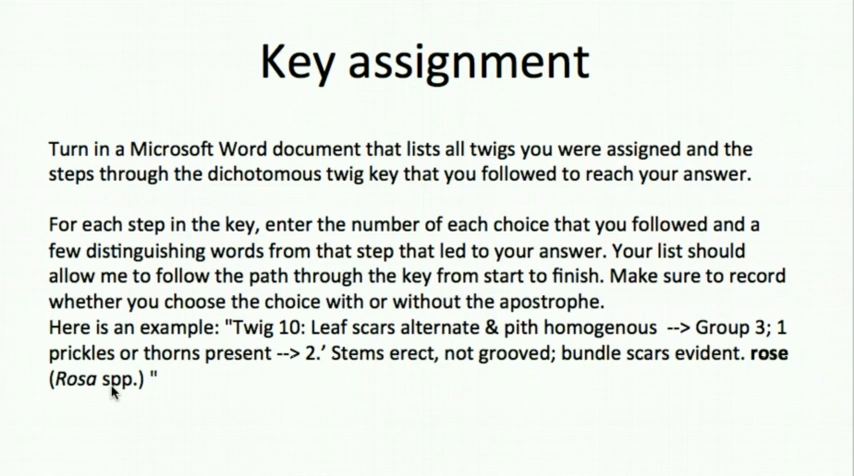 Key assignment
Turn in a Microsoft Word document that lists all twigs you were assigned and the
steps through the dichotomous twig key that you followed to reach your answer.
For each step in the key, enter the number of each choice that you followed and a
few distinguishing words from that step that led to your answer. Your list should
allow me to follow the path through the key from start to finish. Make sure to record
whether you choose the choice with or without the apostrophe.
Here is an example: "Twig 10: Leaf scars alternate & pith homogenous --> Group 3; 1
prickles or thorns present --> 2.’ Stems erect, not grooved; bundle scars evident. rose
(Rosa spp.) "